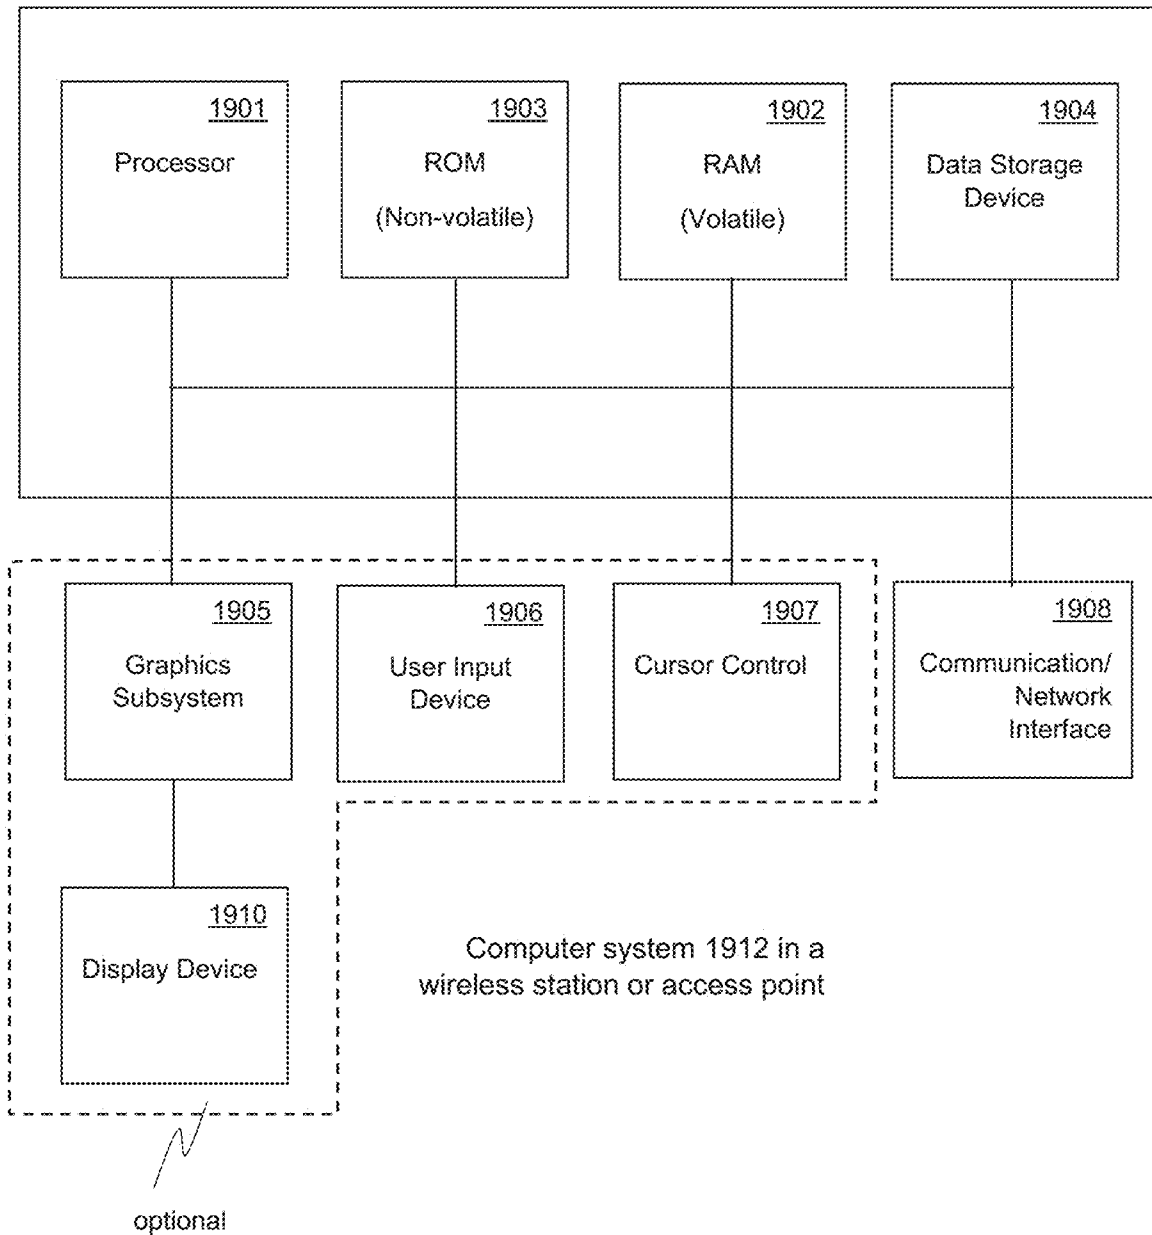 1901
Processor
1903
ROM
(Non-volatile)
1902
RAM
(Volatile)
1904
Data Storage
Device
1905
Graphics
Subsystem
1906
User Input
Device
1907
Cursor Control
1908
Communication/
Network
Interface
1910
Display Device
Computer system 1912 in a
wireless station or access point
optional